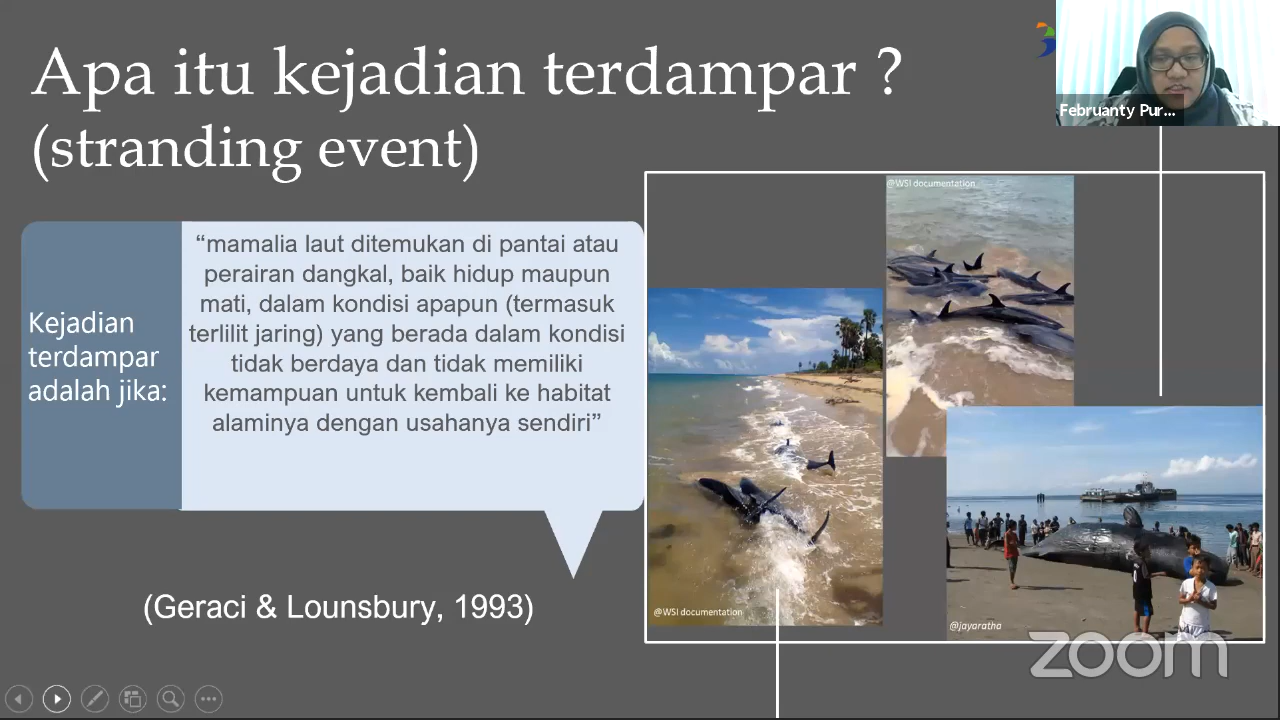 Apa itu kejadian terdampar ?
(stranding event)
Februanty Pur...
Kejadian
terdampar
adalah jika:
“mamalia laut ditemukan di pantai atau
perairan dangkal, baik hidup maupun
mati, dalam kondisi apapun (termasuk
terlilit jaring) yang berada dalam kondisi
tidak berdaya dan tidak memiliki
kemampuan untuk kembali ke habitat
alaminya dengan usahanya sendiri”
(Geraci & Lounsbury, 1993)
@WSI documentation
@WSI documentation
@jayaratha
zoom